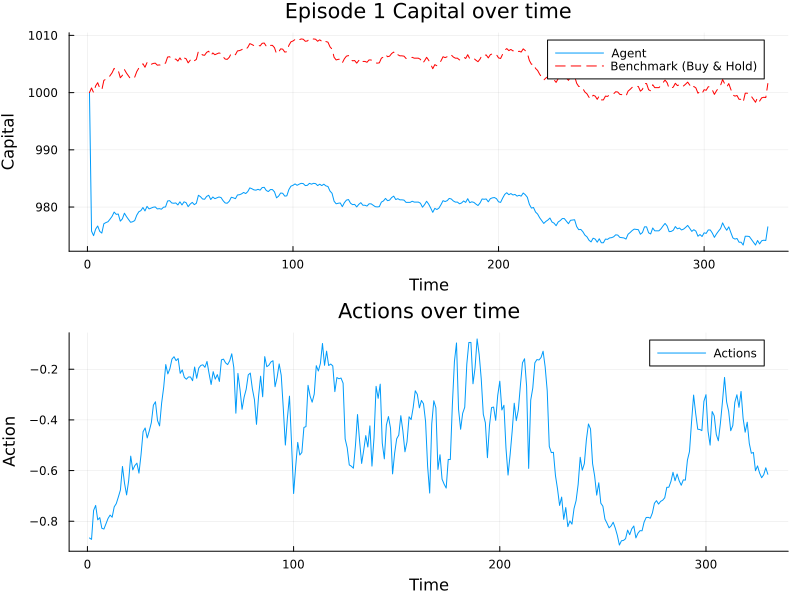 Episode 1 Capital over time
Capital
1010
1000
990
980
Agent
Benchmark (Buy & Hold)
0
100
200
300
Time
Actions over time
Action
−0.2
−0.4
−0.6
−0.8
Actions
0
100
200
300
Time